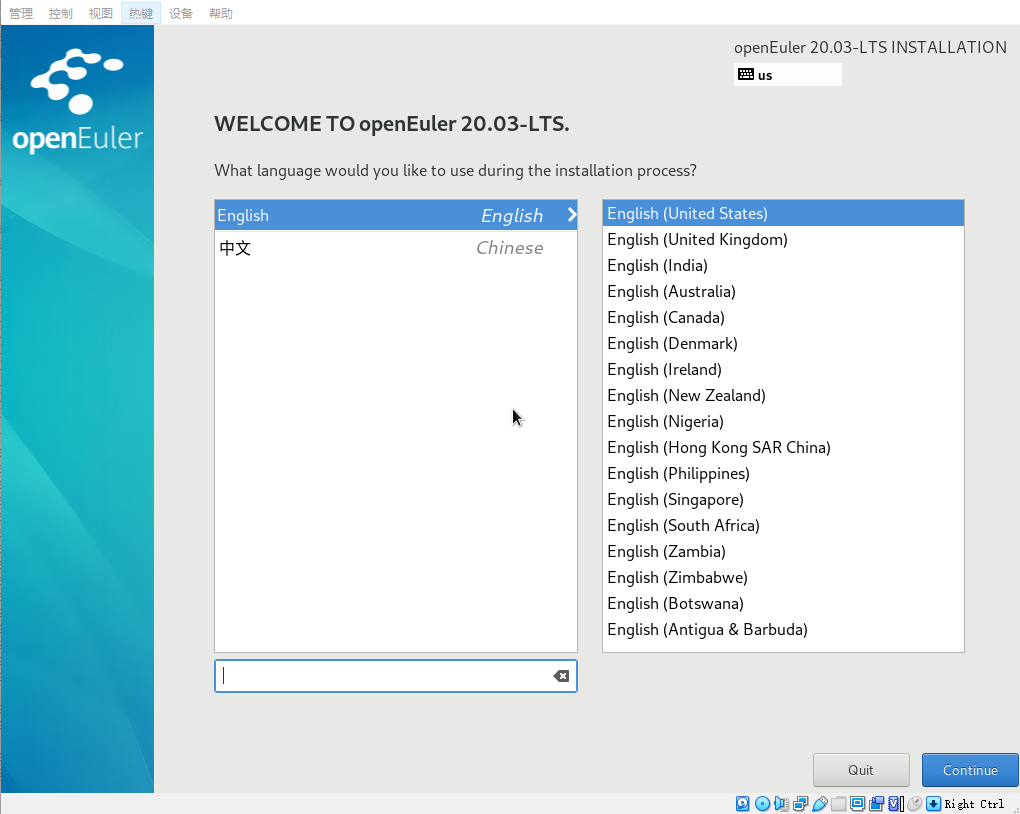 管理 控制 视图 热键 设备 帮助
openEuler
openEuler 20.03-LTS INSTALLATION
us
WELCOME TO openEuler 20.03-LTS.
What language would you like to use during the installation process?
English English
中文 Chinese
English (United States)
English (United Kingdom)
English (India)
English (Australia)
English (Canada)
English (Denmark)
English (Ireland)
English (New Zealand)
English (Nigeria)
English (Hong Kong SAR China)
English (Philippines)
English (Singapore)
English (South Africa)
English (Zambia)
English (Zimbabwe)
English (Botswana)
English (Antigua & Barbuda)
Quit Continue
Right Ctrl